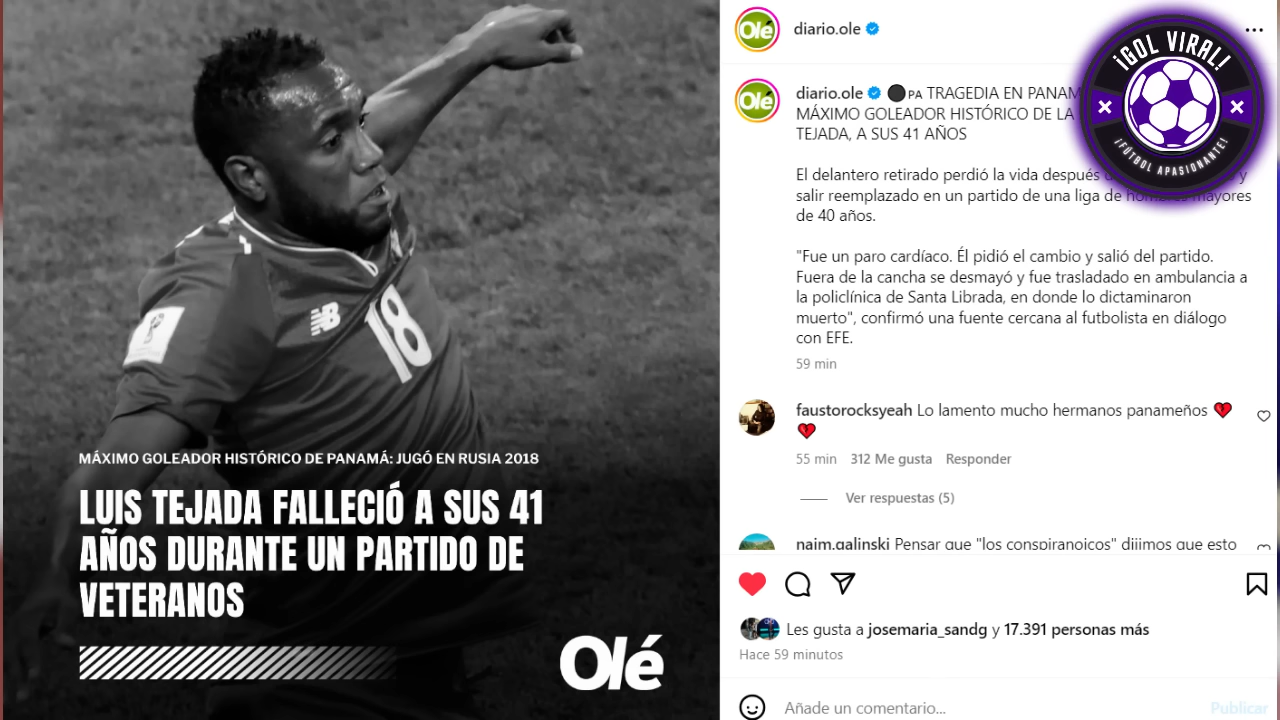 NB
18
MÁXIMO GOLEADOR HISTÓRICO DE PANAMÁ: JUGÓ EN RUSIA 2018
LUIS TEJADA FALLECIÓ A SUS 41
AÑOS DURANTE UN PARTIDO DE
VETERANOS
Olé
Olé
diario.ole
...
¡GOL VIRAL!
¡FÚTBOL APASIONANTE!
Olé
diario.ole PA TRAGEDIA EN PANAM
MÁXIMO GOLEADOR HISTÓRICO DE LA
TEJADA, A SUS 41 AÑOS
El delantero retirado perdió la vida después y
salir reemplazado en un partido de una liga de hombres mayores
de 40 años.
"Fue un paro cardíaco. Él pidió el cambio y salió del partido.
Fuera de la cancha se desmayó y fue trasladado en ambulancia a
la policlínica de Santa Librada, en donde lo dictaminaron
muerto", confirmó una fuente cercana al futbolista en diálogo
con EFE.
59 min
faustorocksyeah Lo lamento mucho hermanos panameños 💔
💔
55 min 312 Me gusta Responder
Ver respuestas (5)
naim.galinski Pensar que "los conspiranoicos" dijimos que esto
Les gusta a josemaria_sandg y 17.391 personas más
Hace 59 minutos
Añade un comentario... Publicar